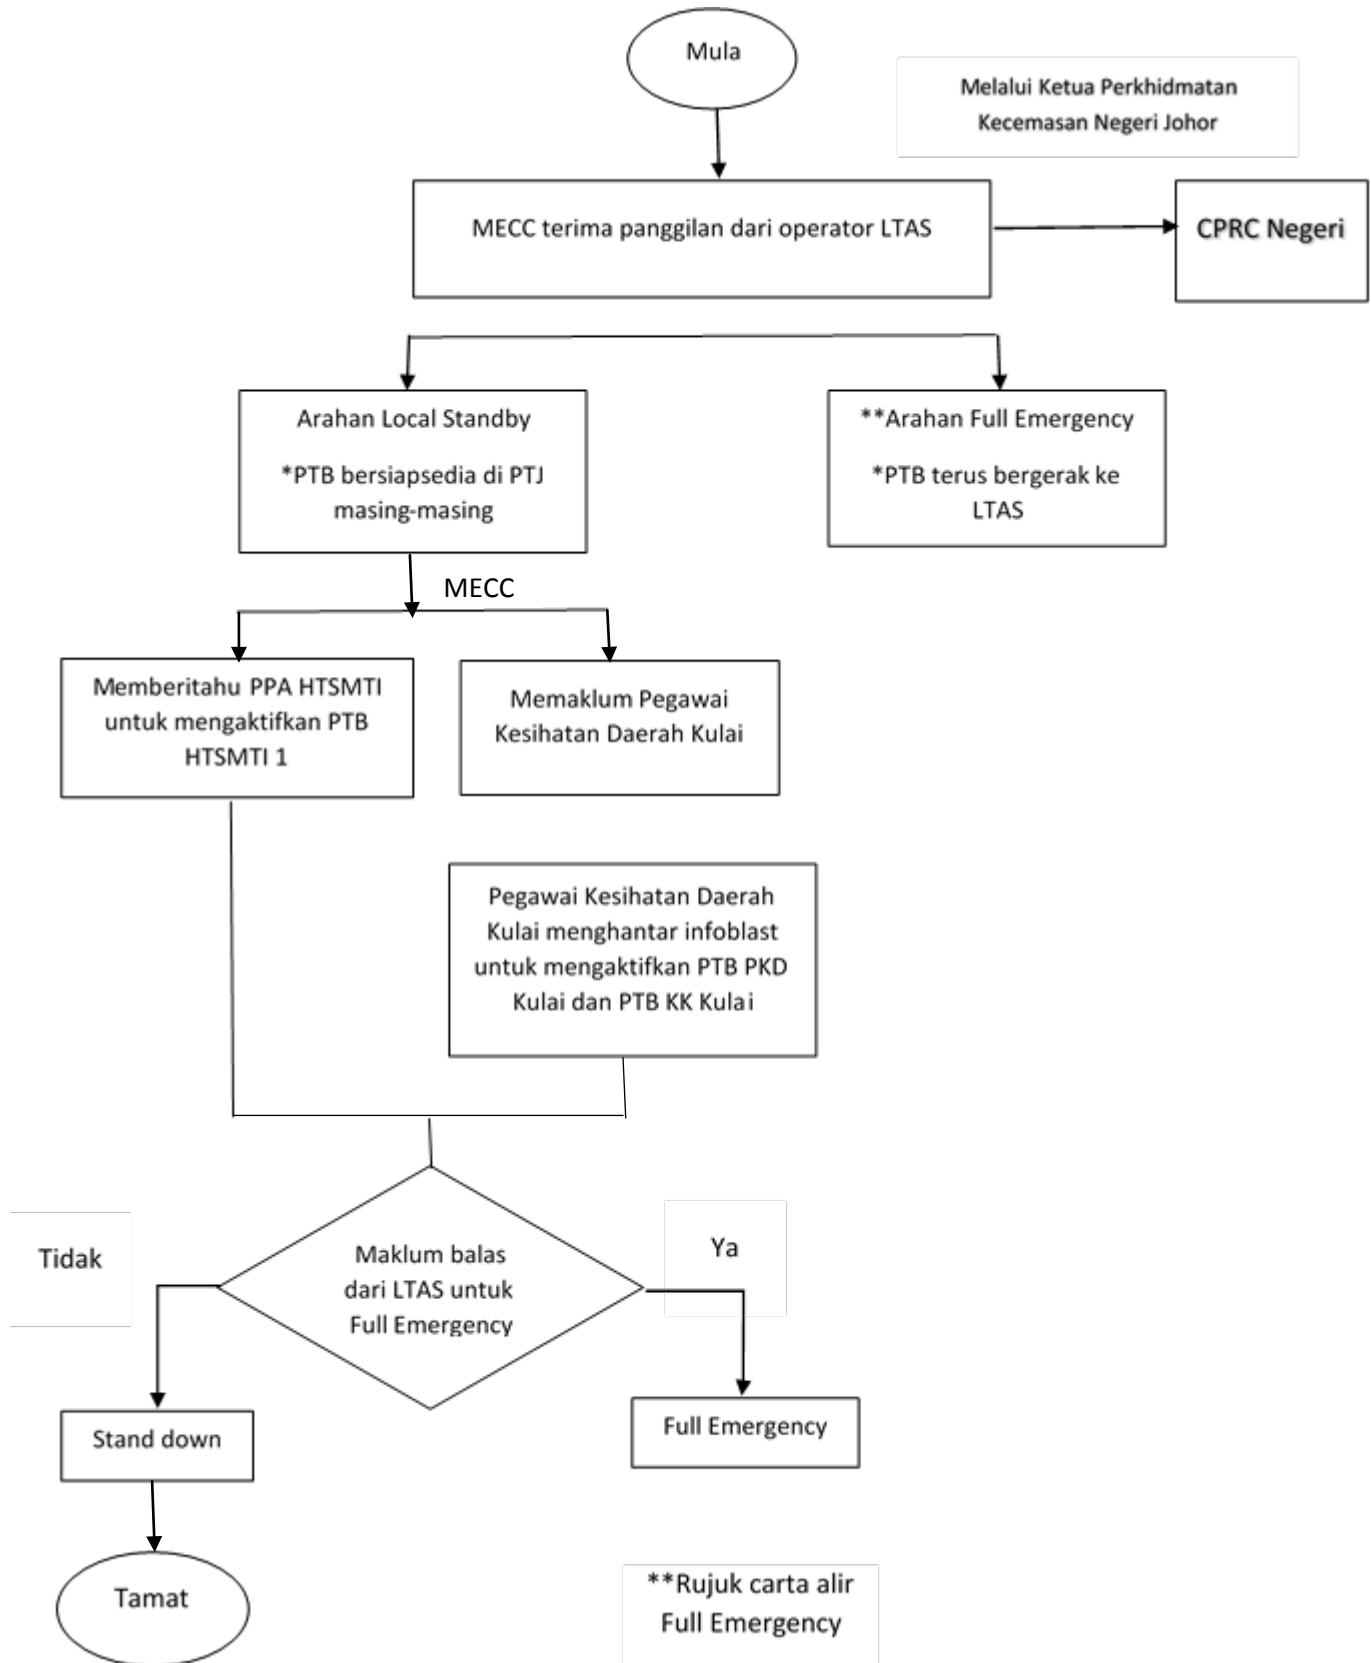 Mula
Melalui Ketua Perkhidmatan
Kecemasan Negeri Johor
MECC terima panggilan dari operator LTAS
CPRC Negeri
Arahan Local Standby
*PTB bersiapsedia di PTJ
masing-masing
**Arahan Full Emergency
*PTB terus bergerak ke
LTAS
MECC
Memberitahu PPA HTSMTI
untuk mengaktifkan PTB
HTSMTI 1
Memaklum Pegawai
Kesihatan Daerah Kulai
Pegawai Kesihatan Daerah
Kulai menghantar infoblast
untuk mengaktifkan PTB PKD
Kulai dan PTB KK Kulai
Tidak
Ya
Maklum balas
dari LTAS untuk
Full Emergency
Stand down
Full Emergency
Tamat
**Rujuk carta alir
Full Emergency